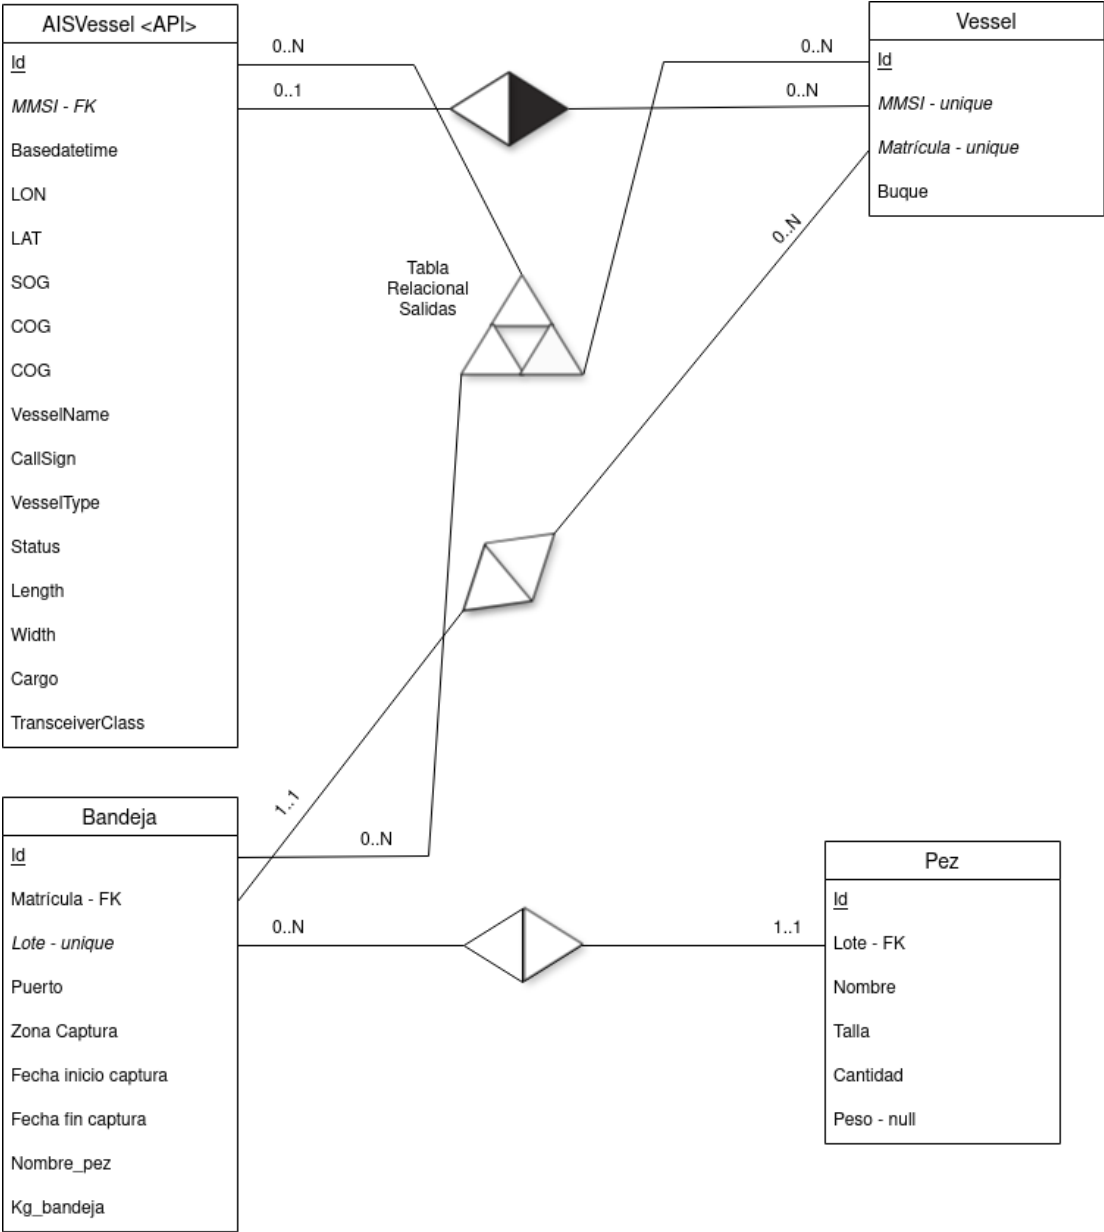 AISVessel <API>
Id
MMSI - FK
Basedatetime
LON
LAT
SOG
COG
COG
VesselName
CallSign
VesselType
Status
Length
Width
Cargo
TransceiverClass
0..N
0..1
0..N
0..N
Vessel
Id
MMSI - unique
Matrícula - unique
Buque
0..N
Tabla
Relacional
Salidas
1..1
0..N
Bandeja
Id
Matrícula - FK
Lote - unique
Puerto
Zona Captura
Fecha inicio captura
Fecha fin captura
Nombre_pez
Kg_bandeja
0..N
1..1
Pez
Id
Lote - FK
Nombre
Talla
Cantidad
Peso - null